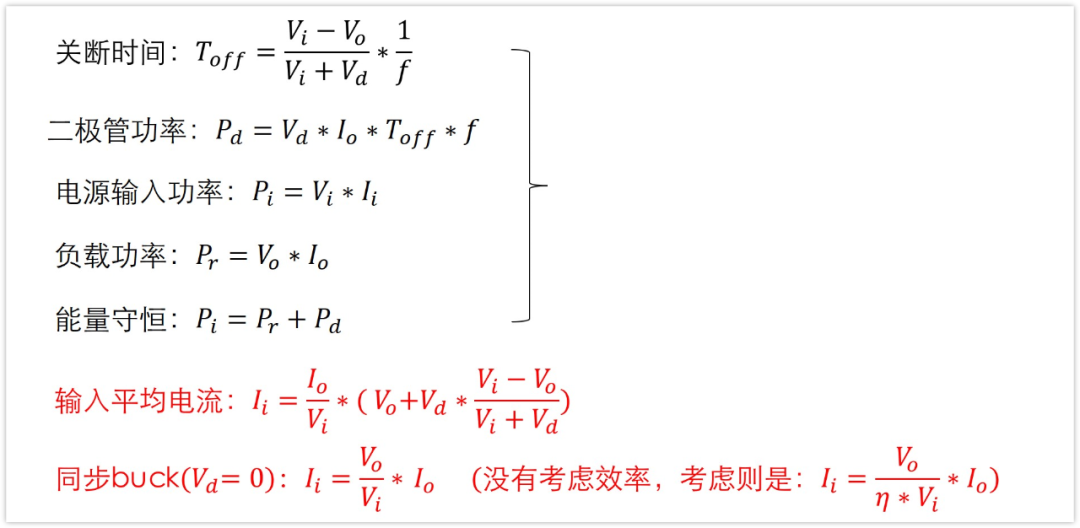 关断时间：$T_{off} = \frac{V_i - V_o}{V_i + V_d} * \frac{1}{f}$
二极管功率：$P_d = V_d * I_o * T_{off} * f$
电源输入功率：$P_i = V_i * I_i$
负载功率：$P_r = V_o * I_o$
能量守恒：$P_i = P_r + P_d$
输入平均电流：$I_i = \frac{I_o}{V_i} * ( V_o + V_d * \frac{V_i - V_o}{V_i + V_d})$
同步buck($V_d = 0$)：$I_i = \frac{V_o}{V_i} * I_o$ (没有考虑效率，考虑则是：$I_i = \frac{V_o}{\eta * V_i} * I_o$)